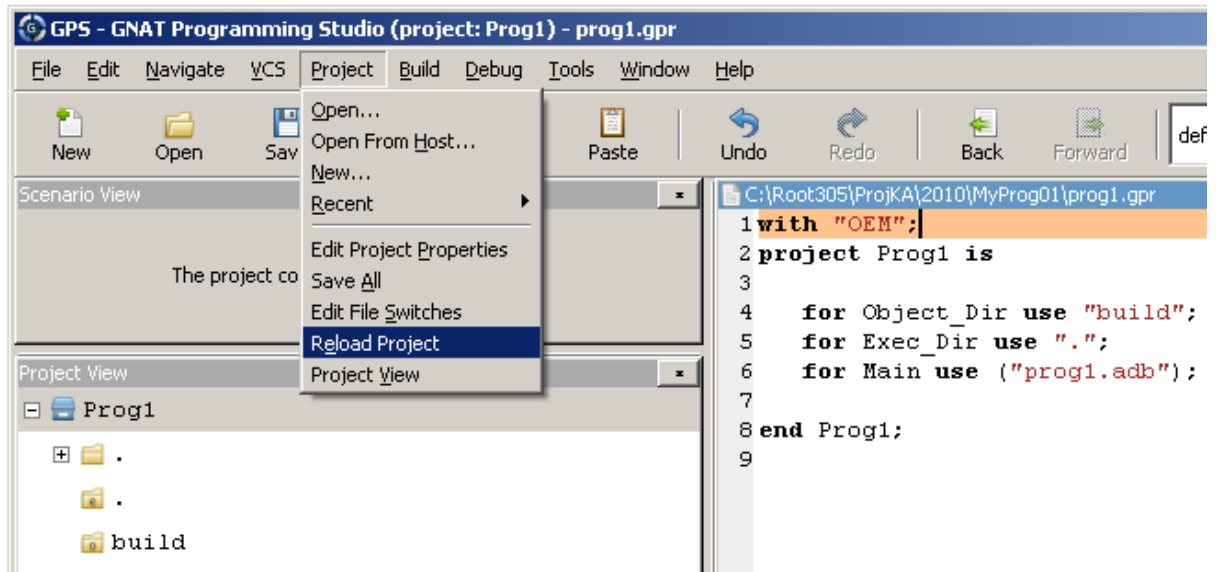 GPS - GNAT Programming Studio (project: Prog1) - prog1.gpr
File Edit Navigate VCS Project Build Debug Tools Window Help
New Open Sav Paste Undo Redo Back Forward def
Open...
Open From Host...
New...
Recent
Edit Project Properties
Save All
Edit File Switches
Reload Project
Project View
Scenario View
The project co
Project View
Prog1
.
.
build
C:\Root305\ProjKA\2010\MyProg01\prog1.gpr
1 with "OEM";
2 project Prog1 is
3
4 for Object_Dir use "build";
5 for Exec_Dir use ".";
6 for Main use ("prog1.adb");
7
8 end Prog1;
9